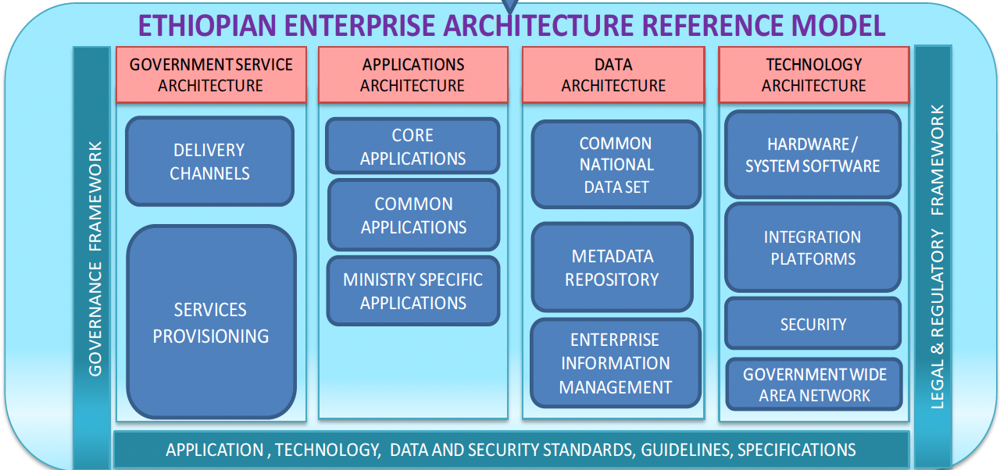 ETHIOPIAN ENTERPRISE ARCHITECTURE REFERENCE MODEL
GOVERNANCE FRAMEWORK
GOVERNMENT SERVICE
ARCHITECTURE
DELIVERY
CHANNELS
SERVICES
PROVISIONING
APPLICATIONS
ARCHITECTURE
CORE
APPLICATIONS
COMMON
APPLICATIONS
MINISTRY SPECIFIC
APPLICATIONS
DATA
ARCHITECTURE
COMMON
NATIONAL
DATA SET
METADATA
REPOSITORY
ENTERPRISE
INFORMATION
MANAGEMENT
TECHNOLOGY
ARCHITECTURE
HARDWARE /
SYSTEM SOFTWARE
INTEGRATION
PLATFORMS
SECURITY
GOVERNMENT WIDE
AREA NETWORK
LEGAL & REGULATORY FRAMEWORK
APPLICATION , TECHNOLOGY, DATA AND SECURITY STANDARDS, GUIDELINES, SPECIFICATIONS